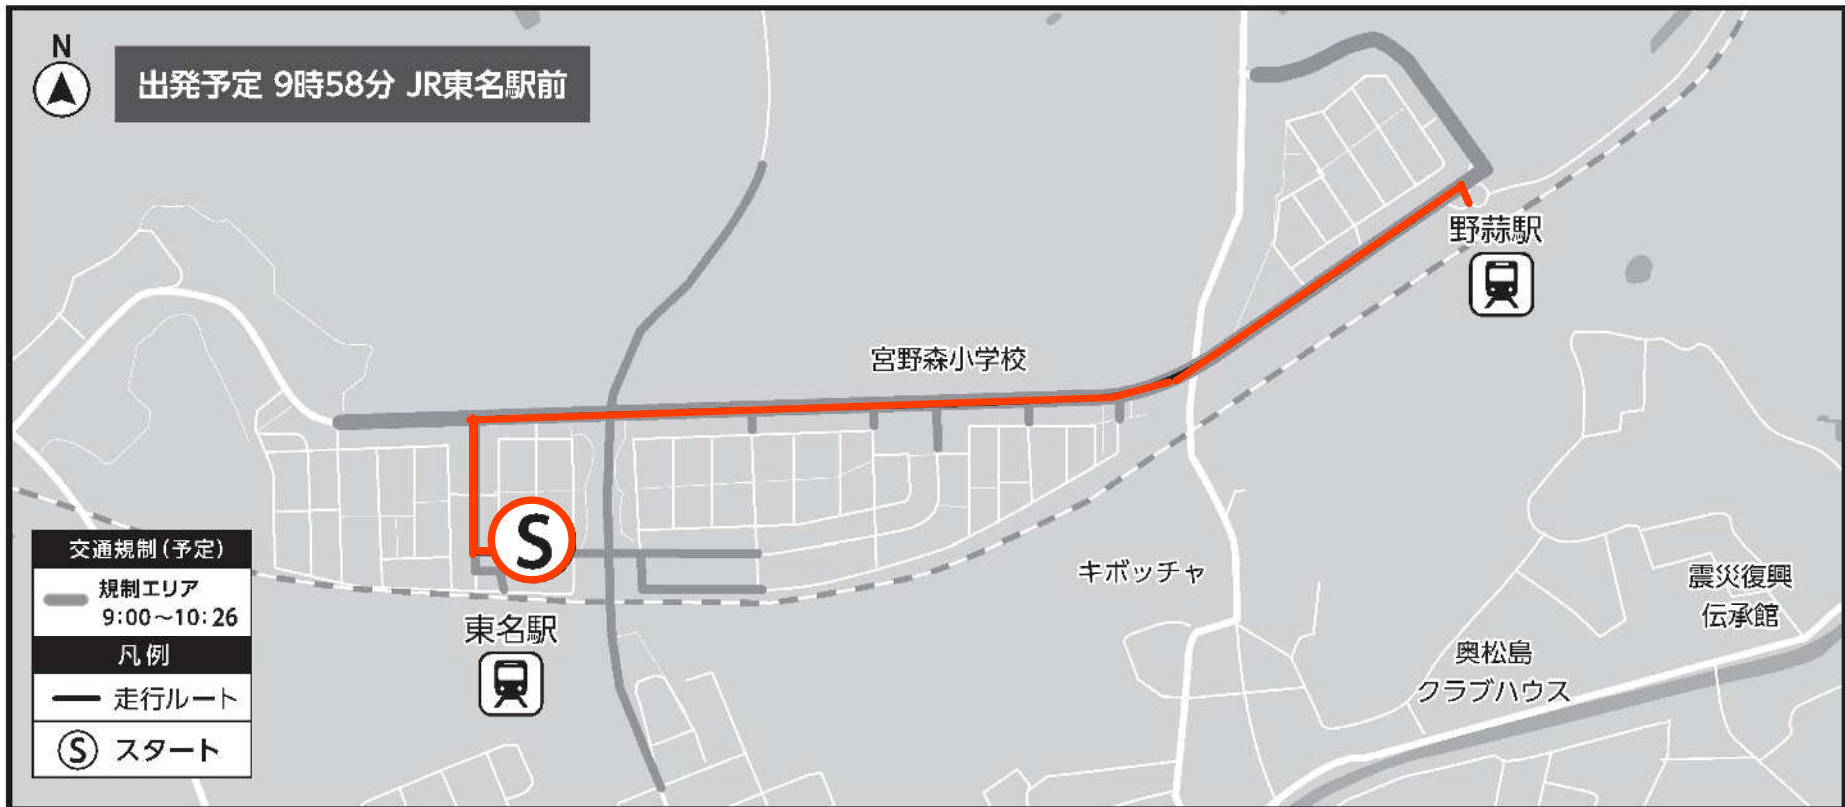 N
出発予定 9時58分 JR東名駅前
野蒜駅
宮野森小学校
S
キボッチャ
震災復興
伝承館
東名駅
奥松島
クラブハウス
交通規制(予定)
規制エリア
9:00〜10:26
凡例
走行ルート
S スタート